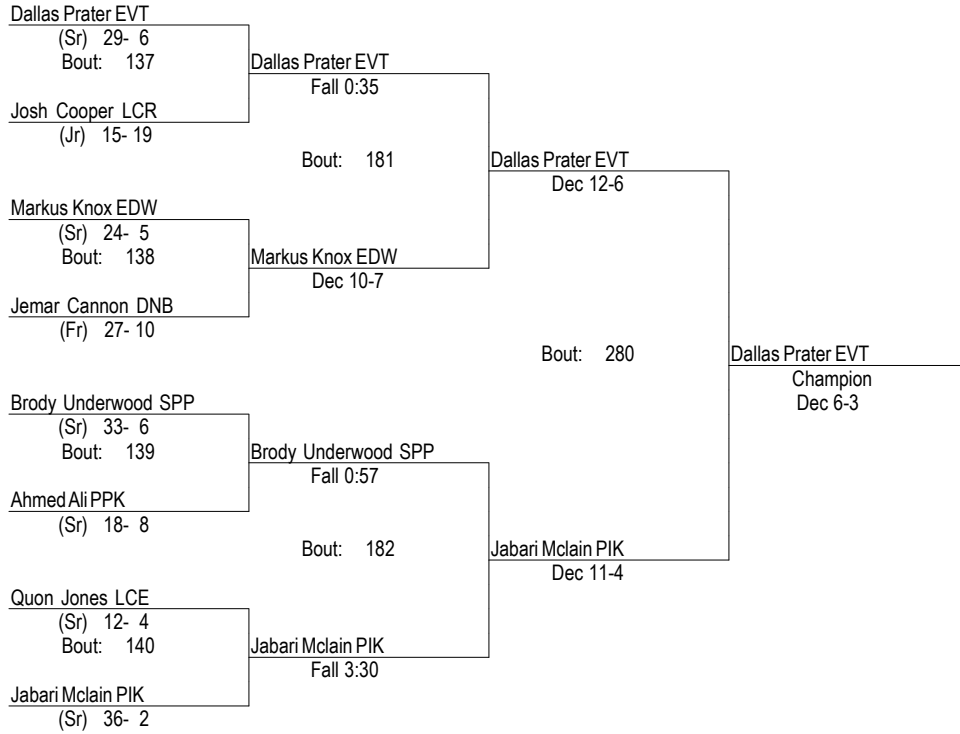 Dallas Prater EVT
(Sr) 29- 6
Bout: 137
Dallas Prater EVT
Fall 0:35
Josh Cooper LCR
(Jr) 15- 19
Bout: 181
Dallas Prater EVT
Dec 12-6
Markus Knox EDW
(Sr) 24- 5
Bout: 138
Markus Knox EDW
Dec 10-7
Jemar Cannon DNB
(Fr) 27- 10
Bout: 280
Dallas Prater EVT
Champion
Dec 6-3
Brody Underwood SPP
(Sr) 33- 6
Bout: 139
Brody Underwood SPP
Fall 0:57
Ahmed Ali PPK
(Sr) 18- 8
Bout: 182
Jabari Mclain PIK
Dec 11-4
Quon Jones LCE
(Sr) 12- 4
Bout: 140
Jabari Mclain PIK
Fall 3:30
Jabari Mclain PIK
(Sr) 36- 2